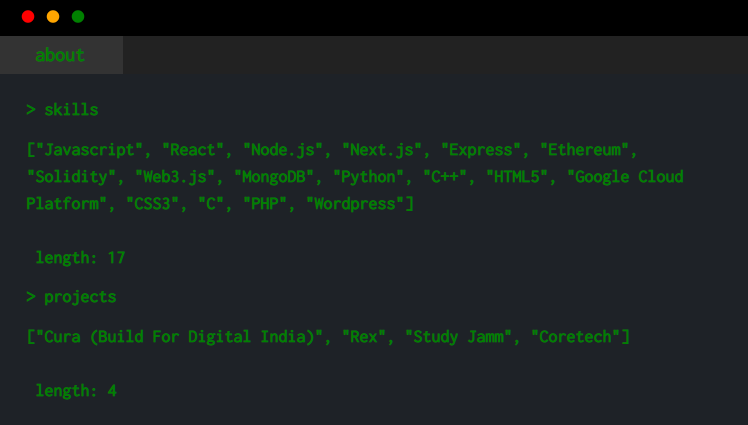 about
> skills
["Javascript", "React", "Node.js", "Next.js", "Express", "Ethereum",
"Solidity", "Web3.js", "MongoDB", "Python", "C++", "HTML5", "Google Cloud
Platform", "CSS3", "C", "PHP", "Wordpress"]
length: 17
> projects
["Cura (Build For Digital India)", "Rex", "Study Jamm", "Coretech"]
length: 4